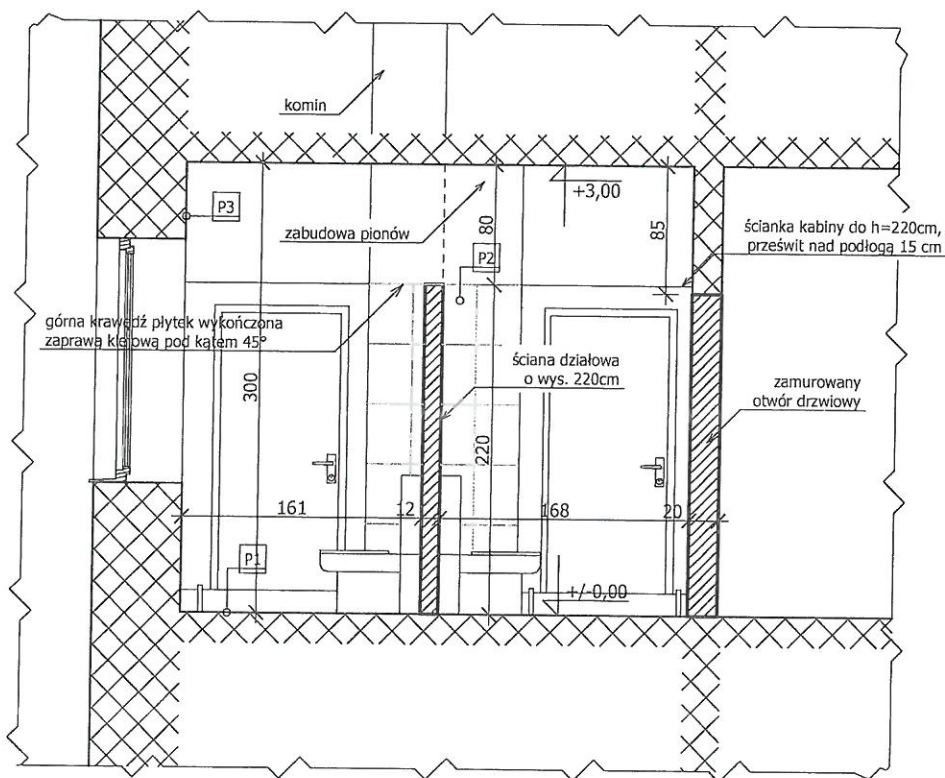 komin
P3
+3,00
zabudowa pionów
80
85
P2
ścianka kabiny do h=220cm,
prześwit nad podłogą 15 cm
górna krawędź płytek wykończona
zaprawą klejową pod kątem 45°
300
ściana działowa
o wys. 220cm
zamurowany
otwór drzwiowy
220
161
12
168
20
P1
+/-0,00